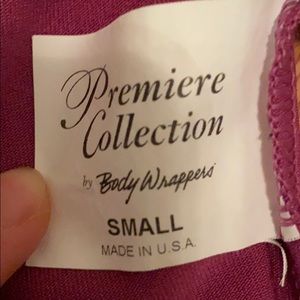 Premiere
Collection
by Body Wrappers
SMALL
MADE IN U.S.A.